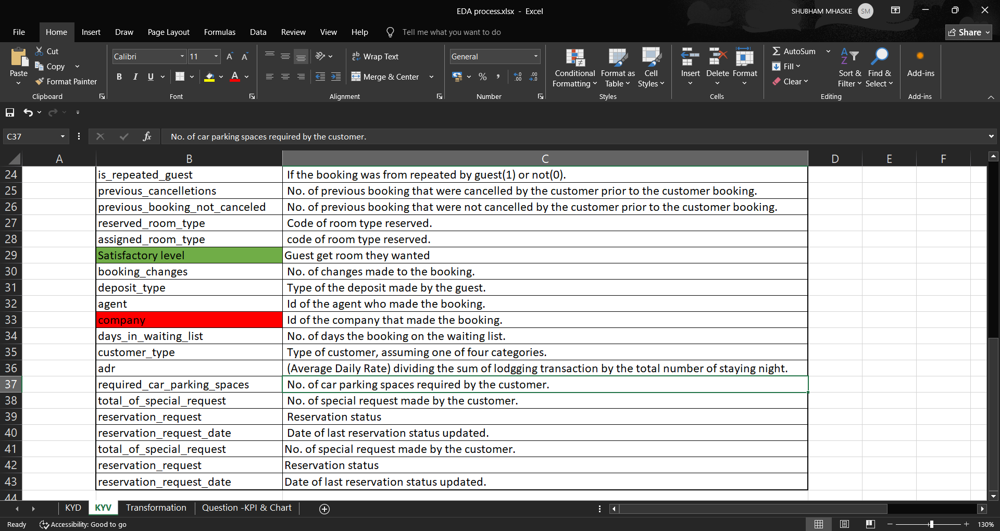 EDA process.xlsx - Excel
SHUBHAM MHASKE SM
File Home Insert Draw Page Layout Formulas Data Review View Help Tell me what you want to do Share
Paste Cut Copy Format Painter Clipboard
Calibri 11 A A B I U A Font
ab Wrap Text Merge & Center Alignment
General % , .00 .00 Number
Conditional Formatting Format as Table Cell Styles Styles
Insert Delete Format Cells
AutoSum Fill Clear Sort & Filter Find & Select Editing
Add-ins Add-ins
C37 fx No. of car parking spaces required by the customer.
A B C D E F
24 is_repeated_guest If the booking was from repeated by guest(1) or not(0).
25 previous_cancelletions No. of previous booking that were cancelled by the customer prior to the customer booking.
26 previous_booking_not_canceled No. of previous booking that were not cancelled by the customer prior to the customer booking.
27 reserved_room_type Code of room type reserved.
28 assigned_room_type code of room type reserved.
29 Satisfactory level Guest get room they wanted
30 booking_changes No. of changes made to the booking.
31 deposit_type Type of the deposit made by the guest.
32 agent Id of the agent who made the booking.
33 company Id of the company that made the booking.
34 days_in_waiting_list No. of days the booking on the waiting list.
35 customer_type Type of customer, assuming one of four categories.
36 adr (Average Daily Rate) dividing the sum of lodgging transaction by the total number of staying night.
37 required_car_parking_spaces No. of car parking spaces required by the customer.
38 total_of_special_request No. of special request made by the customer.
39 reservation_request Reservation status
40 reservation_request_date Date of last reservation status updated.
41 total_of_special_request No. of special request made by the customer.
42 reservation_request Reservation status
43 reservation_request_date Date of last reservation status updated.
44
KYD KYV Transformation Question -KPI & Chart
Ready Accessibility: Good to go 130%